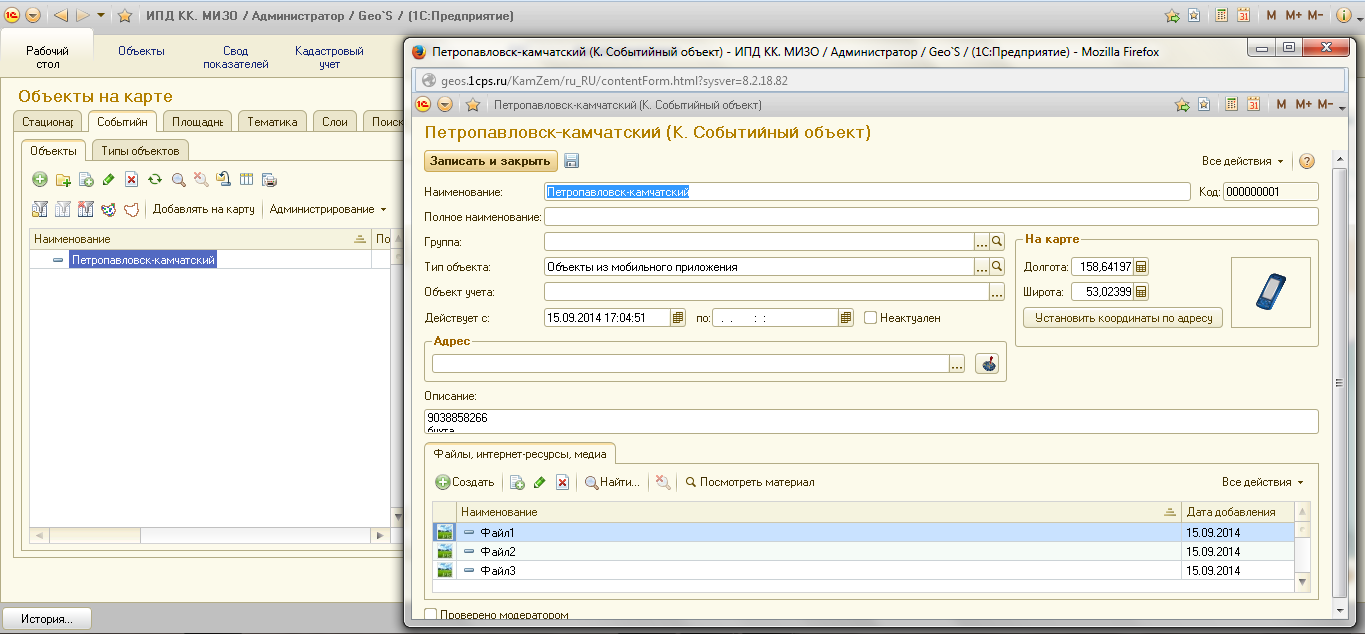 ИПД КК. МИЗО / Администратор / Geo`S / (1С:Предприятие)
M M+ M-
Рабочий стол
Объекты
Свод показателей
Кадастровый учет
Объекты на карте
Стационар
Событийн
Площадны
Тематика
Слои
Поиск
Объекты
Типы объектов
Добавлять на карту
Администрирование
Наименование
По
Петропавловск-камчатский
История...
Петропавловск-камчатский (К. Событийный объект) - ИПД КК. МИЗО / Администратор / Geo`S / (1С:Предприятие) - Mozilla Firefox
geos.1cps.ru/KamZem/ru_RU/contentForm.html?sysver=8.2.18.82
Петропавловск-камчатский (К. Событийный объект)
M M+ M-
Петропавловск-камчатский (К. Событийный объект)
Записать и закрыть
Все действия
Наименование:
Петропавловск-камчатский
Код:
000000001
Полное наименование:
Группа:
Тип объекта:
Объекты из мобильного приложения
Объект учета:
Действует с:
15.09.2014 17:04:51
по:
. . : :
Неактуален
На карте
Долгота:
158,64197
Широта:
53,02399
Установить координаты по адресу
Адрес
Описание:
9038858266
бухта
Файлы, интернет-ресурсы, медиа
Создать
Найти...
Посмотреть материал
Все действия
Наименование
Дата добавления
Файл1
15.09.2014
Файл2
15.09.2014
Файл3
15.09.2014
Проверено модератором